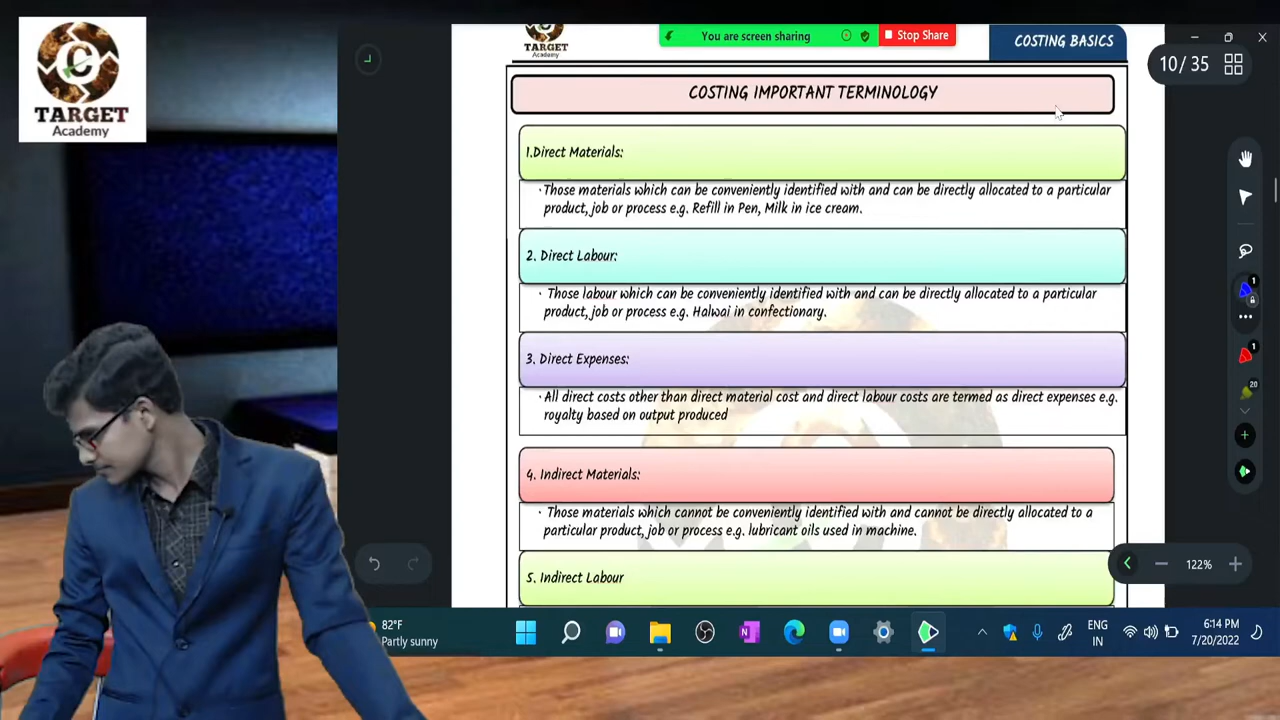 TARGET
Academy
TARGET
Academy
You are screen sharing
Stop Share
COSTING BASICS
10/ 35
COSTING IMPORTANT TERMINOLOGY
1.Direct Materials:
· Those materials which can be conveniently identified with and can be directly allocated to a particular
product, job or process e.g. Refill in Pen, Milk in ice cream.
2. Direct Labour:
· Those labour which can be conveniently identified with and can be directly allocated to a particular
product, job or process e.g. Halwai in confectionary.
3. Direct Expenses:
· All direct costs other than direct material cost and direct labour costs are termed as direct expenses e.g.
royalty based on output produced
4. Indirect Materials:
· Those materials which cannot be conveniently identified with and cannot be directly allocated to a
particular product, job or process e.g. lubricant oils used in machine.
5. Indirect Labour
1
1
20
122%
82°F
Partly sunny
ENG
IN
6:14 PM
7/20/2022